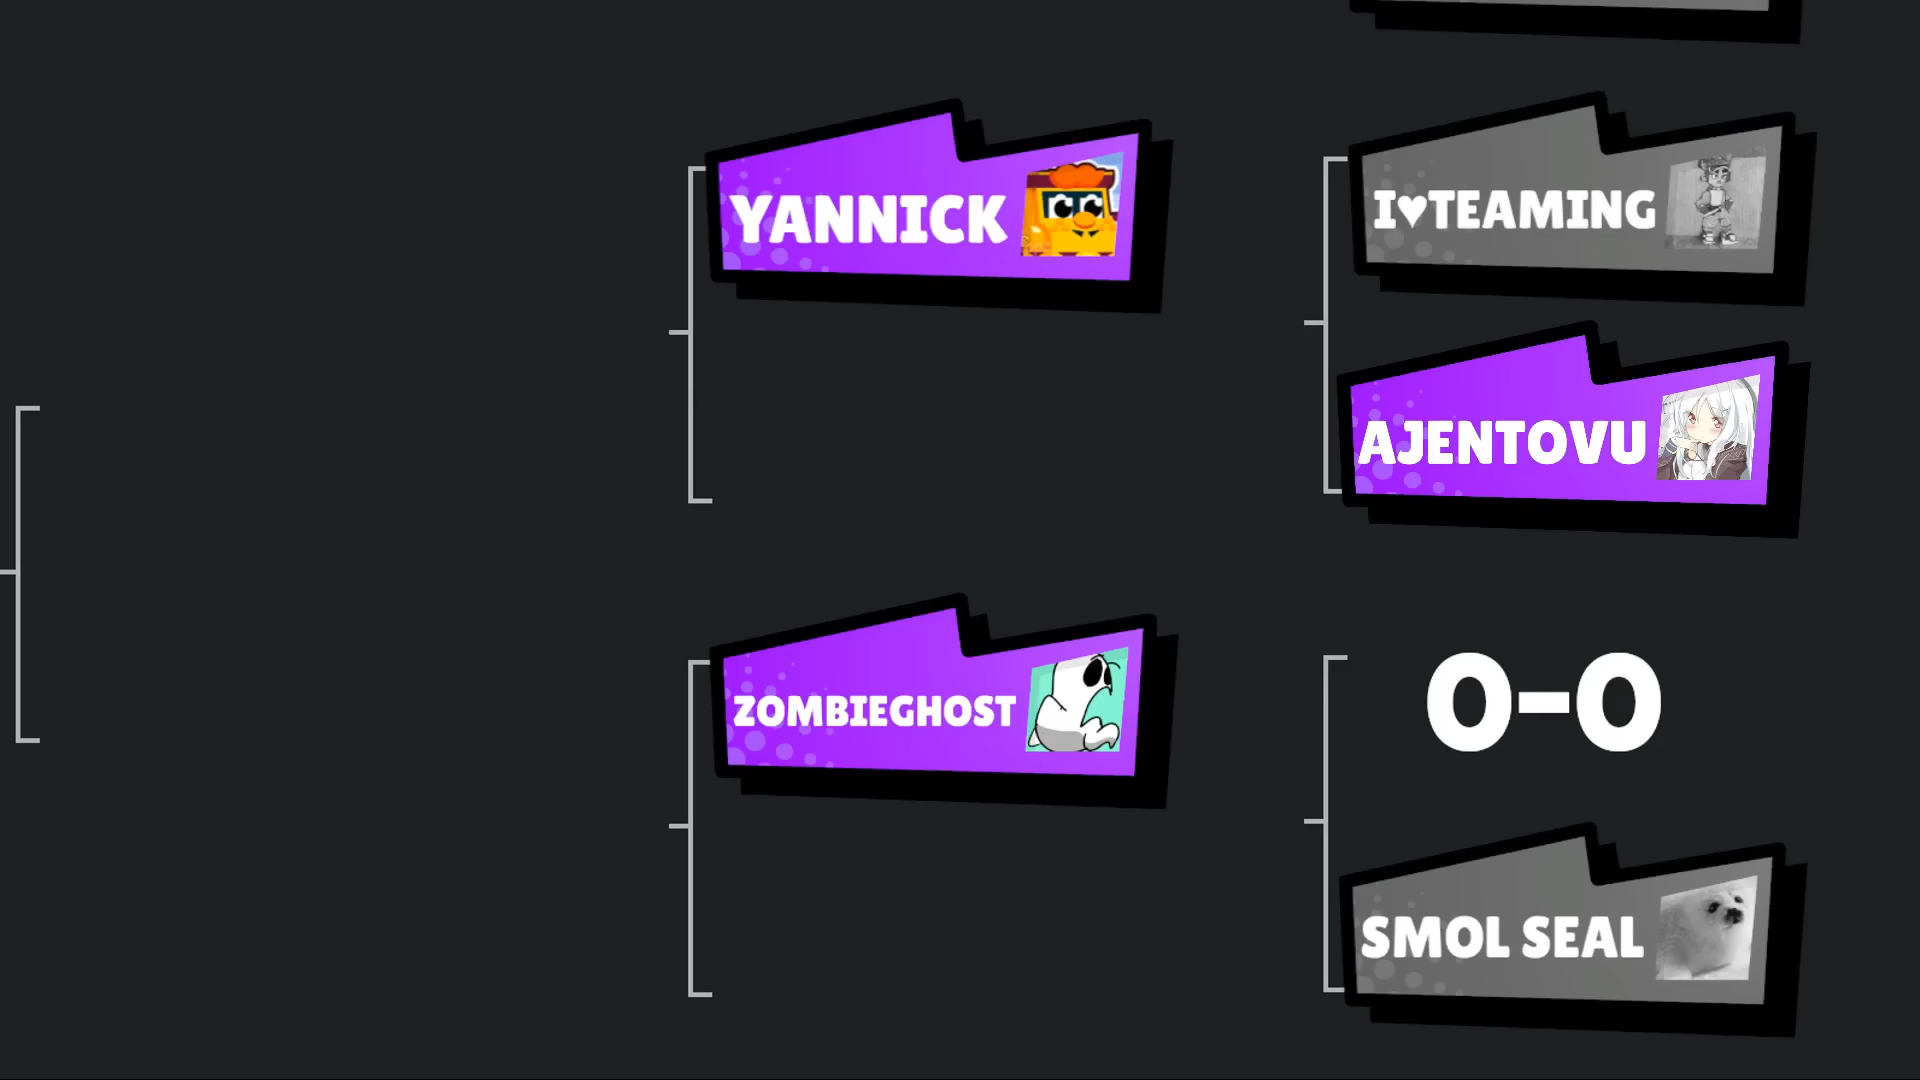 YANNICK
I♥TEAMING
AJENTOVU
ZOMBIEGHOST
0-0
SMOL SEAL